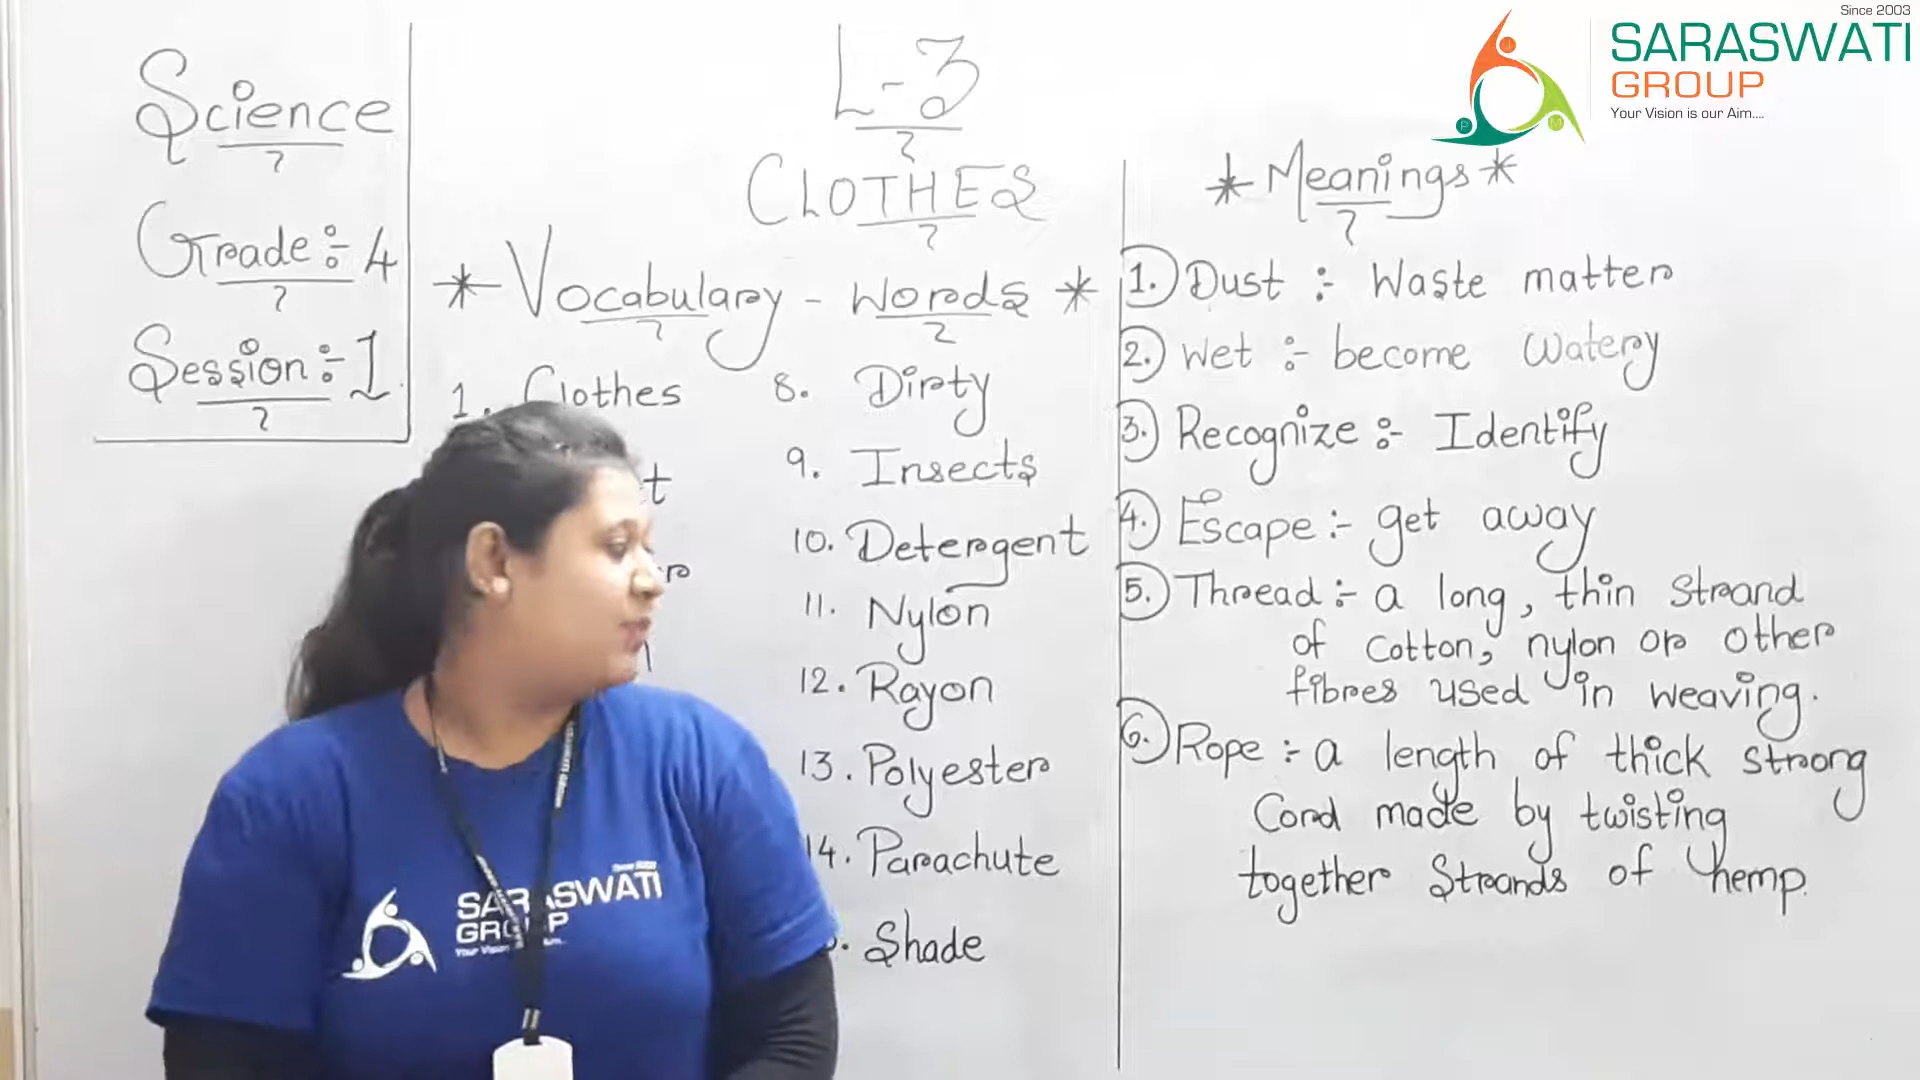 Science
Grade :- 4
Session :- 1
L-3
CLOTHES
* Vocabulary - words *
1. Clothes
8. Dirty
9. Insects
10. Detergent
11. Nylon
12. Rayon
13. Polyester
14. Parachute
Shade
* Meanings *
1. Dust :- Waste matter
2. Wet :- become watery
3. Recognize :- Identify
4. Escape :- get away
5. Thread :- a long, thin strand
of cotton, nylon or other
fibres used in weaving.
6. Rope :- a length of thick strong
Cord made by twisting
together strands of hemp.
Since 2003
SARASWATI
GROUP
Your Vision is our Aim....
SARASWATI
GROUP